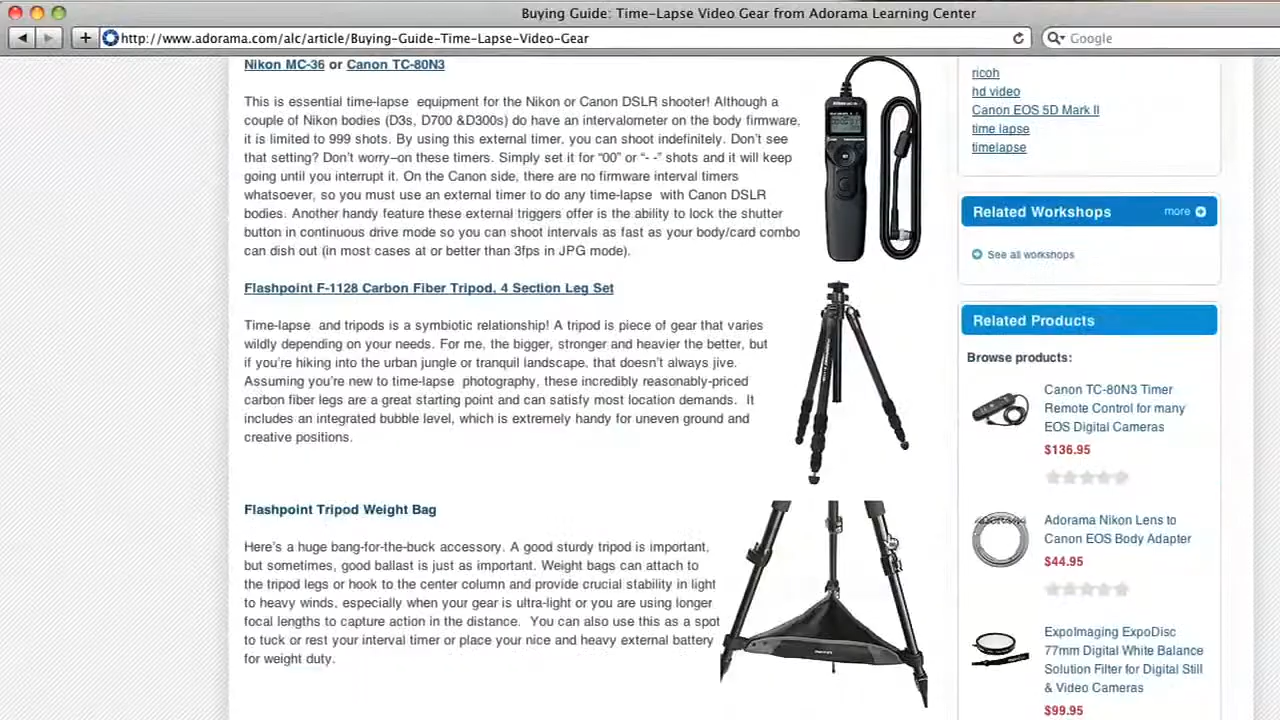 Buying Guide: Time-Lapse Video Gear from Adorama Learning Center
http://www.adorama.com/alc/article/Buying-Guide-Time-Lapse-Video-Gear
Google
Nikon MC-36 or Canon TC-80N3
This is essential time-lapse equipment for the Nikon or Canon DSLR shooter! Although a
couple of Nikon bodies (D3s, D700 &D300s) do have an intervalometer on the body firmware,
it is limited to 999 shots. By using this external timer, you can shoot indefinitely. Don't see
that setting? Don't worry–on these timers. Simply set it for “00” or “- -” shots and it will keep
going until you interrupt it. On the Canon side, there are no firmware interval timers
whatsoever, so you must use an external timer to do any time-lapse with Canon DSLR
bodies. Another handy feature these external triggers offer is the ability to lock the shutter
button in continuous drive mode so you can shoot intervals as fast as your body/card combo
can dish out (in most cases at or better than 3fps in JPG mode).
Flashpoint F-1128 Carbon Fiber Tripod, 4 Section Leg Set
Time-lapse and tripods is a symbiotic relationship! A tripod is piece of gear that varies
wildly depending on your needs. For me, the bigger, stronger and heavier the better, but
if you're hiking into the urban jungle or tranquil landscape, that doesn't always jive.
Assuming you're new to time-lapse photography, these incredibly reasonably-priced
carbon fiber legs are a great starting point and can satisfy most location demands. It
includes an integrated bubble level, which is extremely handy for uneven ground and
creative positions.
Flashpoint Tripod Weight Bag
Here's a huge bang-for-the-buck accessory. A good sturdy tripod is important,
but sometimes, good ballast is just as important. Weight bags can attach to
the tripod legs or hook to the center column and provide crucial stability in light
to heavy winds, especially when your gear is ultra-light or you are using longer
focal lengths to capture action in the distance. You can also use this as a spot
to tuck or rest your interval timer or place your nice and heavy external battery
for weight duty.
ricoh
hd video
Canon EOS 5D Mark II
time lapse
timelapse
Related Workshops more
See all workshops
Related Products
Browse products:
Canon TC-80N3 Timer
Remote Control for many
EOS Digital Cameras
$136.95
Adorama Nikon Lens to
Canon EOS Body Adapter
$44.95
ExpoImaging ExpoDisc
77mm Digital White Balance
Solution Filter for Digital Still
& Video Cameras
$99.95